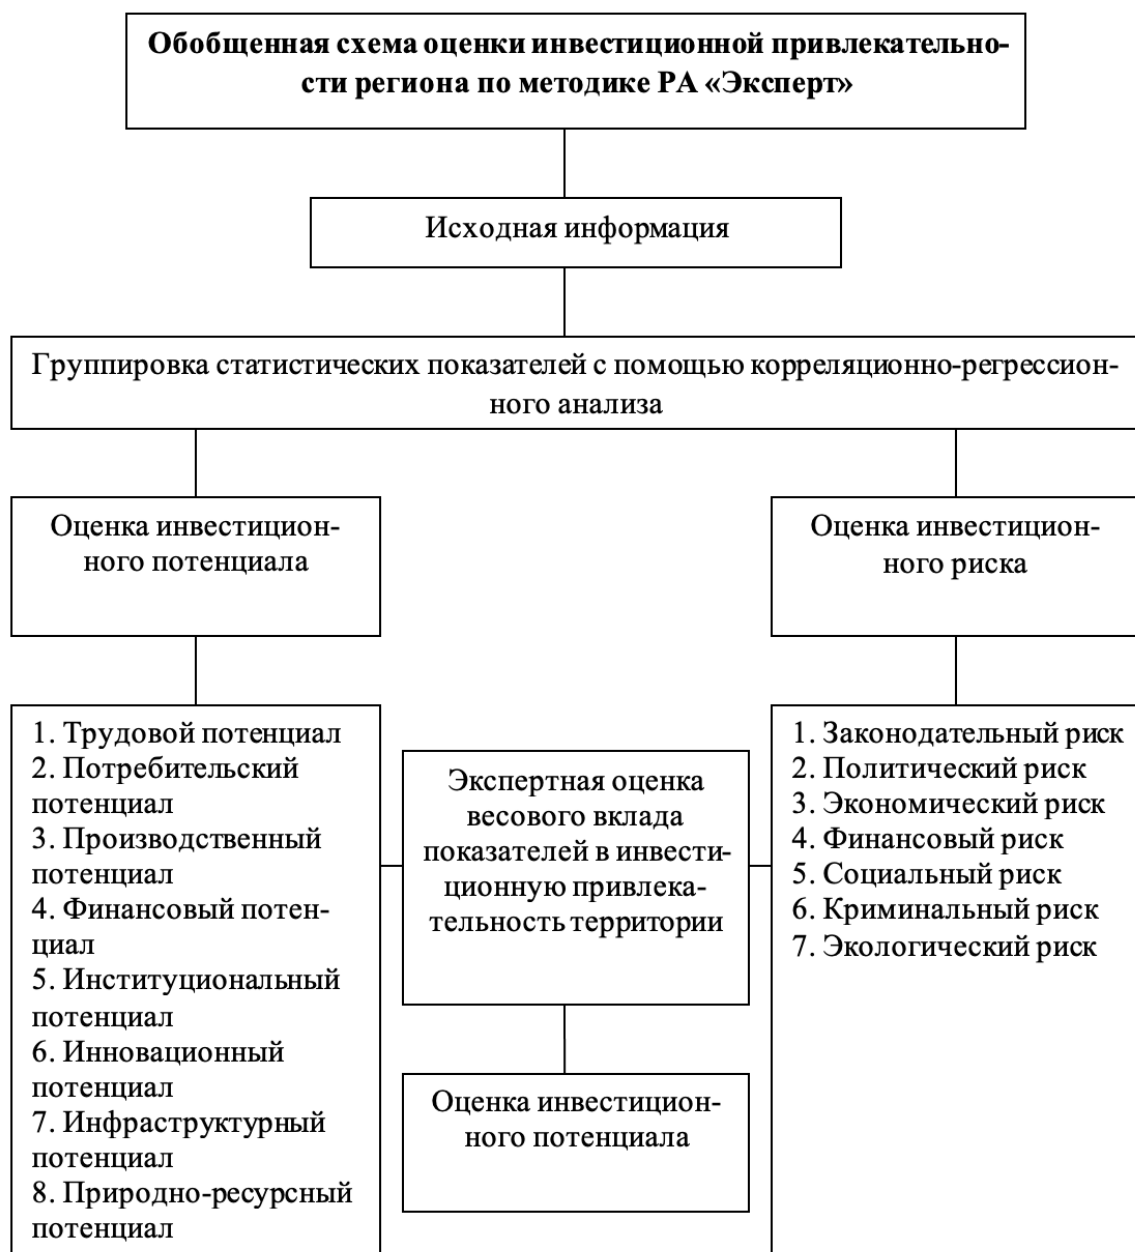 Обобщенная схема оценки инвестиционной привлекательно-
сти региона по методике РА «Эксперт»
Исходная информация
Группировка статистических показателей с помощью корреляционно-регрессион-
ного анализа
Оценка инвестицион-
ного потенциала
Оценка инвестицион-
ного риска
1. Трудовой потенциал
2. Потребительский
потенциал
3. Производственный
потенциал
4. Финансовый потен-
циал
5. Институциональный
потенциал
6. Инновационный
потенциал
7. Инфраструктурный
потенциал
8. Природно-ресурсный
потенциал
Экспертная оценка
весового вклада
показателей в инвести-
ционную привлека-
тельность территории
Оценка инвестицион-
ного потенциала
1. Законодательный риск
2. Политический риск
3. Экономический риск
4. Финансовый риск
5. Социальный риск
6. Криминальный риск
7. Экологический риск